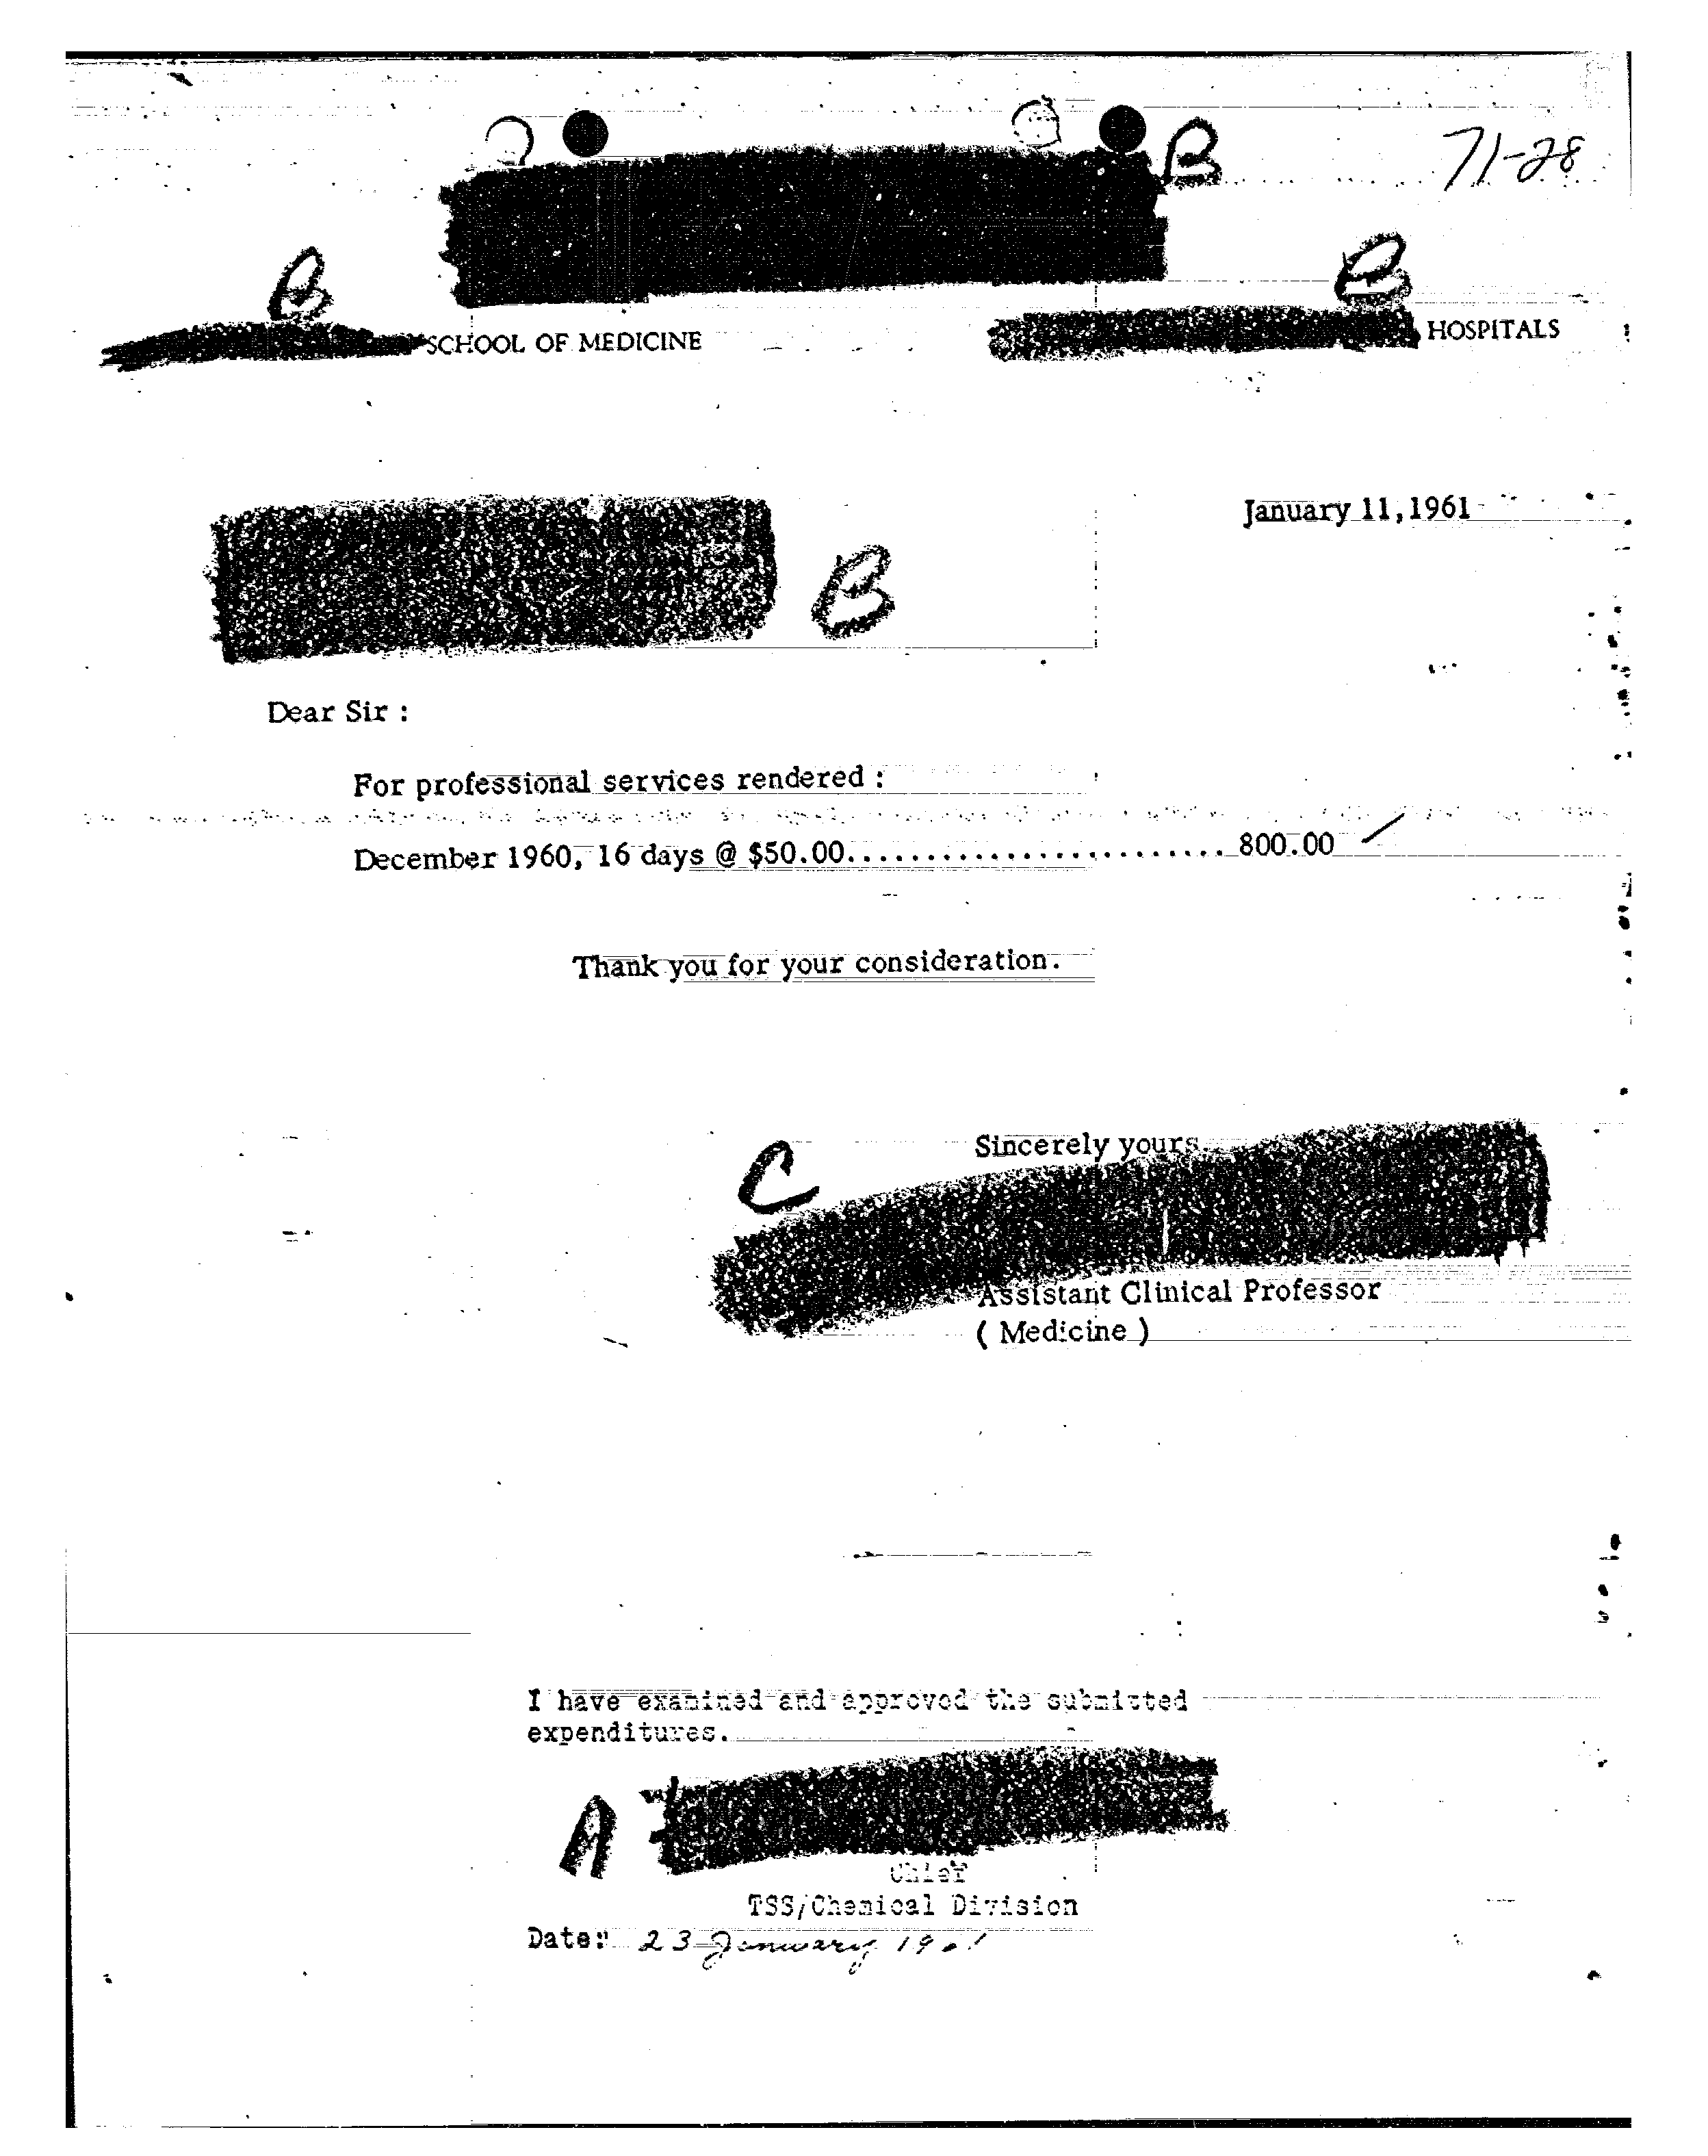 71-28
B
B
B
SCHOOL OF MEDICINE
HOSPITALS
January 11, 1961
B
Dear Sir :
For professional services rendered :
December 1960, 16 days @ $50.00........................800.00
Thank you for your consideration.
Sincerely yours,
C
Assistant Clinical Professor
( Medicine )
I have examined and approved the submitted
expenditures.
A
Chief
TSS/Chemical Division
Date: 23 January 1961